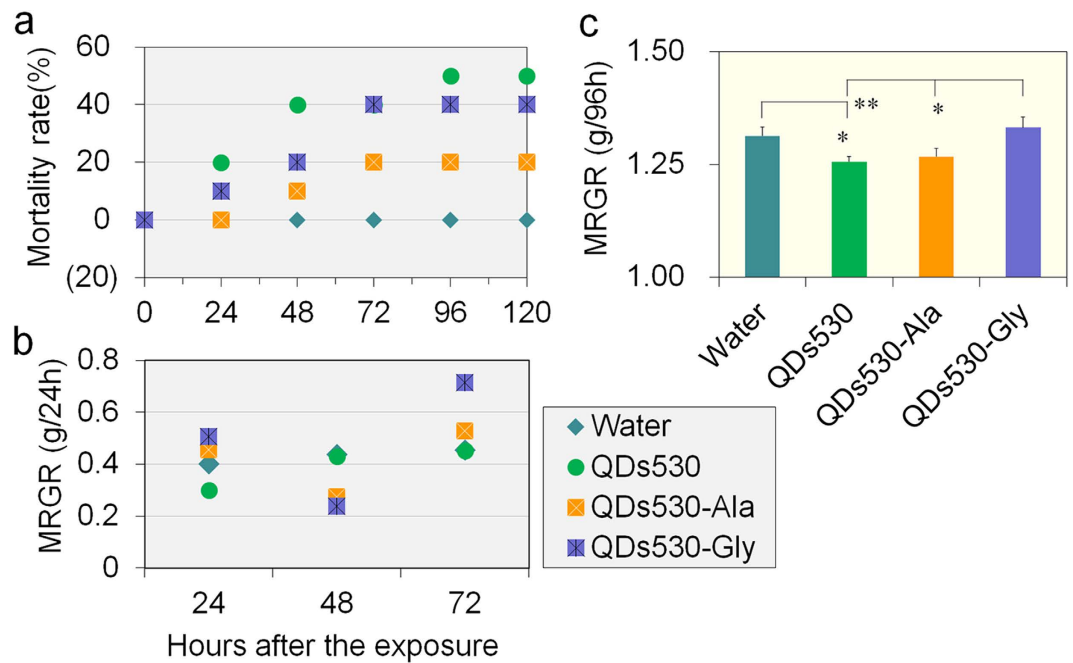 a
Mortality rate(%)
60
40
20
0
(20)
0 24 48 72 96 120
b
MRGR (g/24h)
0.8
0.6
0.4
0.2
0
24 48 72
Hours after the exposure
c
MRGR (g/96h)
1.50
1.25
1.00
**
*
*
Water
QDs530
QDs530-Ala
QDs530-Gly
Water
QDs530
QDs530-Ala
QDs530-Gly